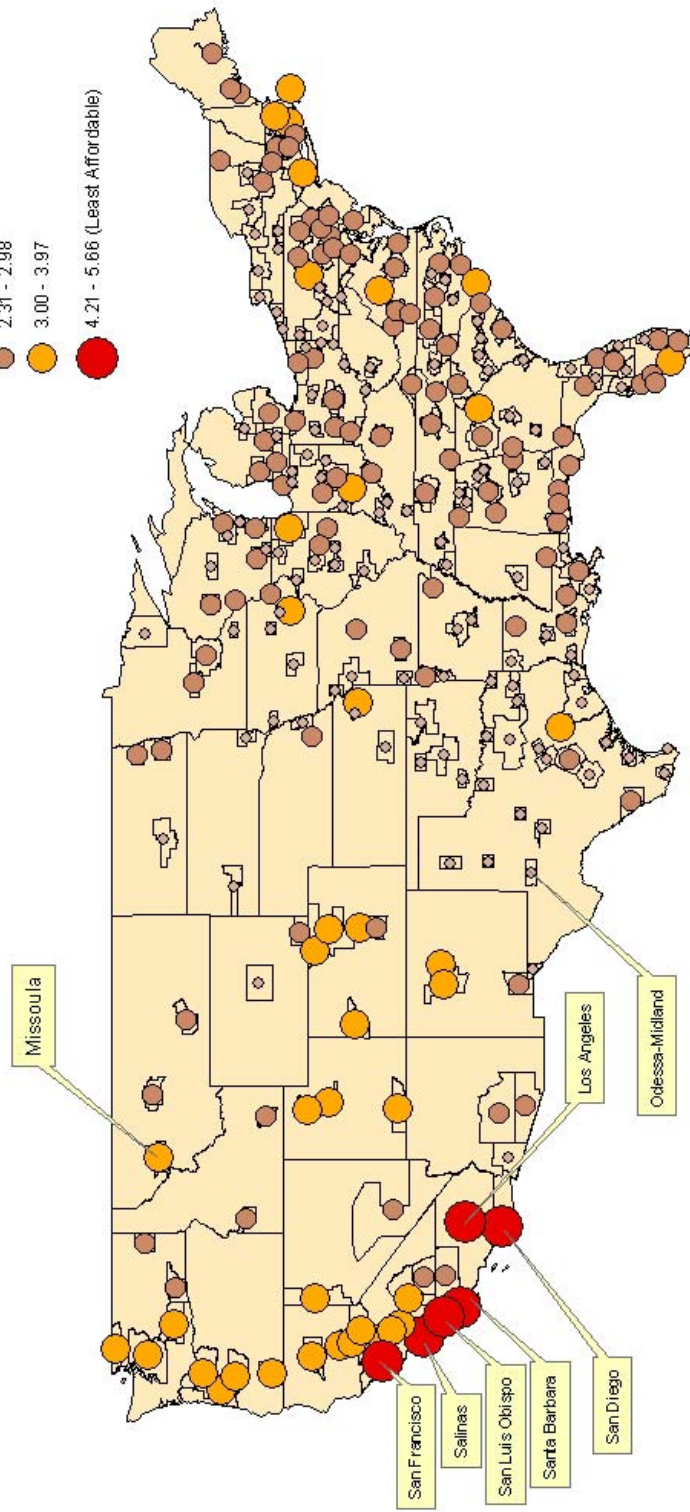 2.31 - 2.98
3.00 - 3.97
4.21 - 5.66 (Least Affordable)
Missoula
San Francisco
Salinas
San Luis Obispo
Santa Barbara
San Diego
Los Angeles
Odessa-Midland